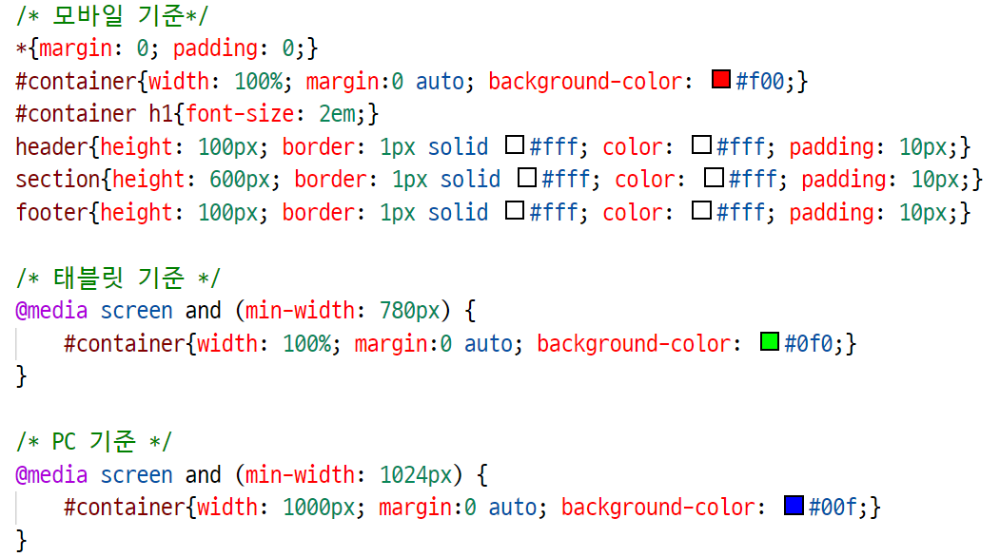 /* 모바일 기준*/
*{margin: 0; padding: 0;}
#container{width: 100%; margin:0 auto; background-color: #f00;}
#container h1{font-size: 2em;}
header{height: 100px; border: 1px solid #fff; color: #fff; padding: 10px;}
section{height: 600px; border: 1px solid #fff; color: #fff; padding: 10px;}
footer{height: 100px; border: 1px solid #fff; color: #fff; padding: 10px;}
/* 태블릿 기준 */
@media screen and (min-width: 780px) {
#container{width: 100%; margin:0 auto; background-color: #0f0;}
}
/* PC 기준 */
@media screen and (min-width: 1024px) {
#container{width: 1000px; margin:0 auto; background-color: #00f;}
}